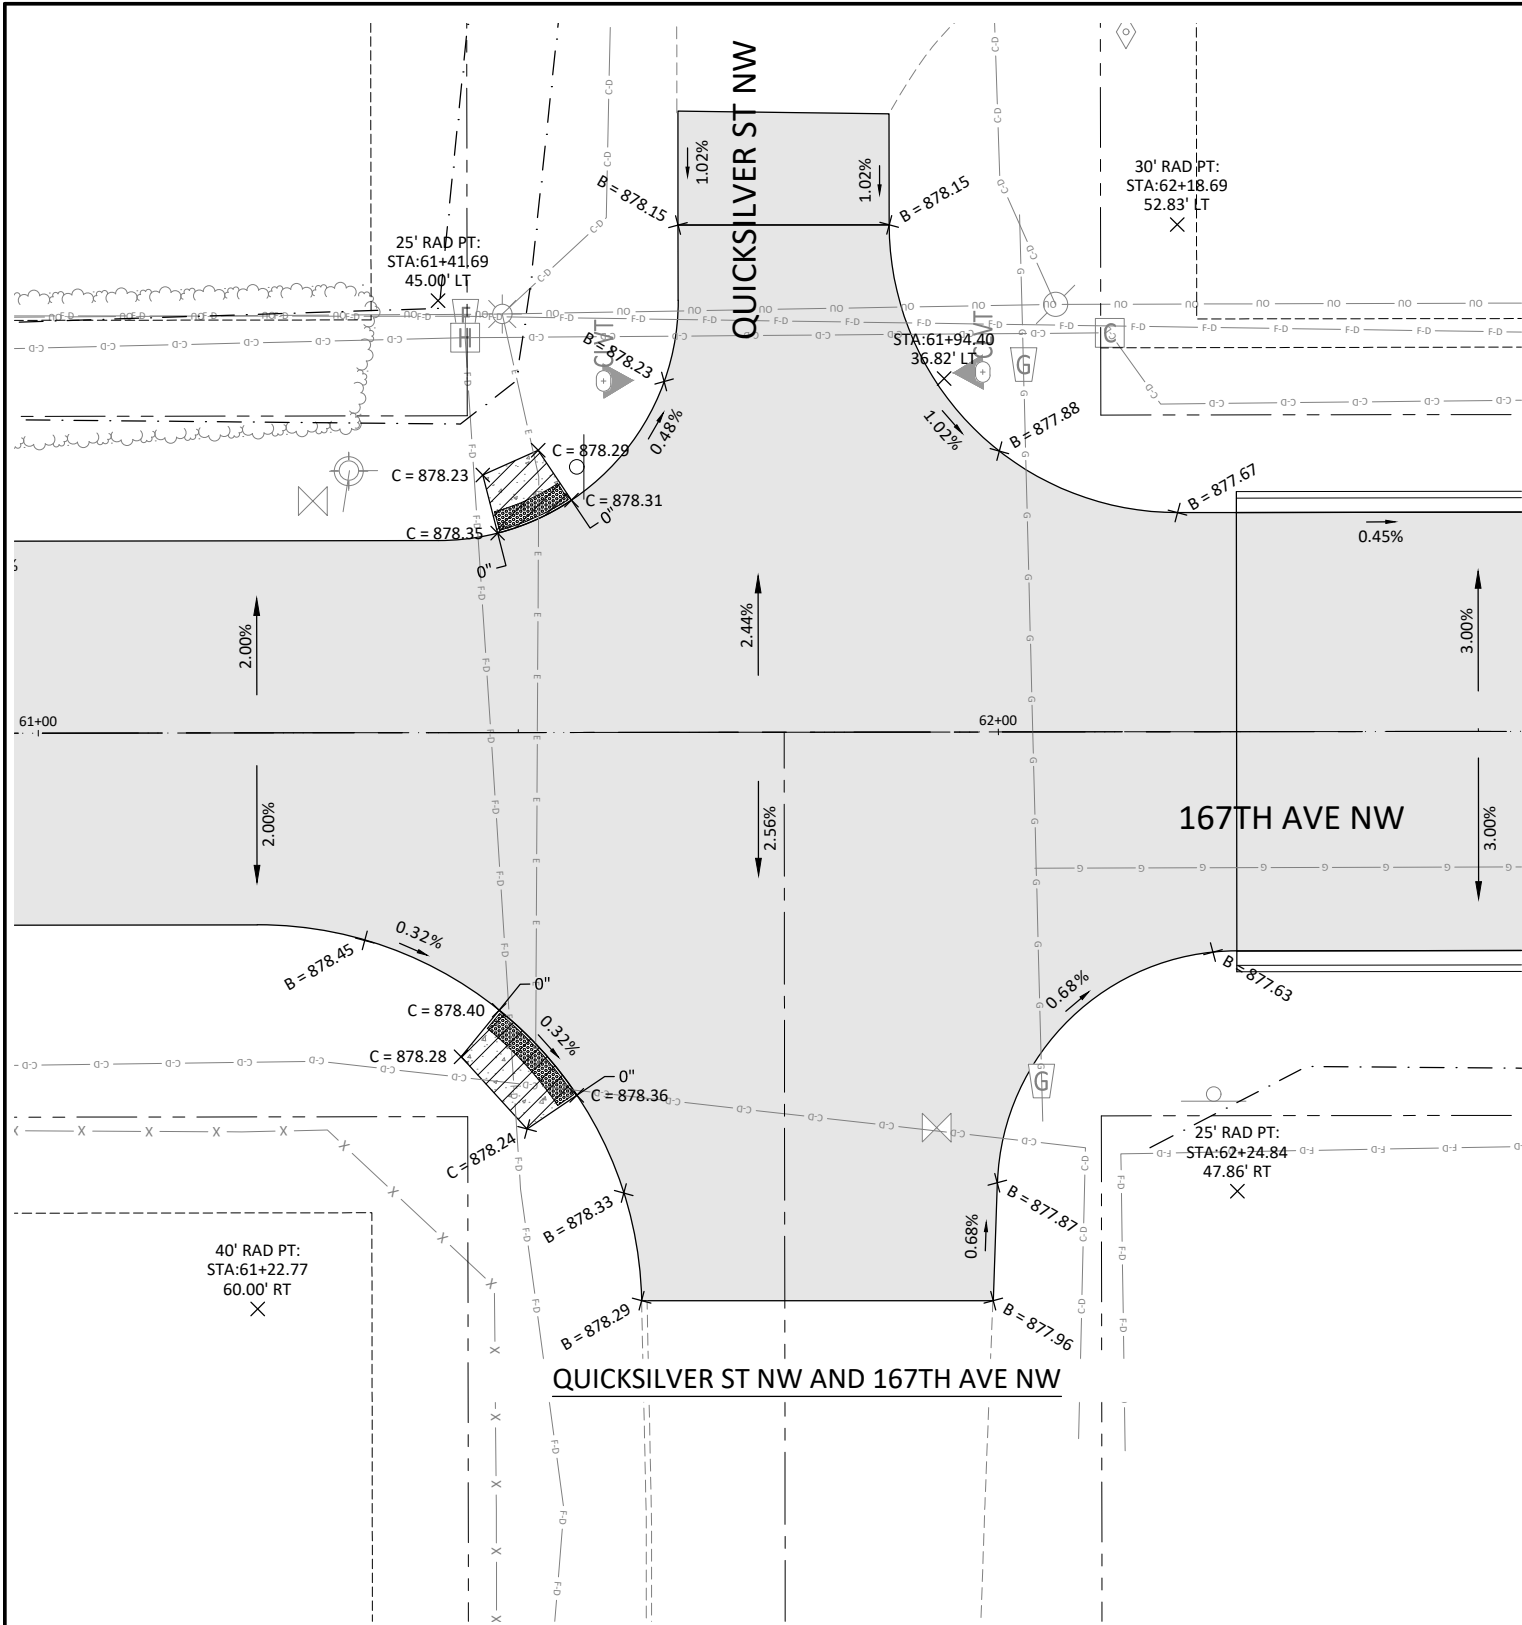 QUICKSILVER ST NW
1.02%
1.02%
B = 878.15
B = 878.15
30' RAD PT:
STA:62+18.69
52.83' LT
25' RAD PT:
STA:61+41.69
45.00' LT
C-D
C-D
C-D
C-D
C-D
C-D
C-D
G
OU
F-D
C-D
F
H
CVT
CVT
G
C
B = 878.23
STA:61+94.40
36.82' LT
0.48%
1.02%
B = 877.88
C = 878.29
C = 878.23
C = 878.31
0"
B = 877.67
C = 878.35
0"
0.45%
%
2.00%
2.44%
3.00%
61+00
62+00
2.00%
2.56%
3.00%
167TH AVE NW
E
F-D
G
0.32%
B = 878.45
0"
C = 878.40
0.32%
C = 878.28
0"
C = 878.36
C = 878.24
B = 878.33
0.68%
B = 877.63
G
25' RAD PT:
STA:62+24.84
47.86' RT
B = 877.87
0.68%
40' RAD PT:
STA:61+22.77
60.00' RT
B = 878.29
B = 877.96
QUICKSILVER ST NW AND 167TH AVE NW
X
F-D
C-D
F-D